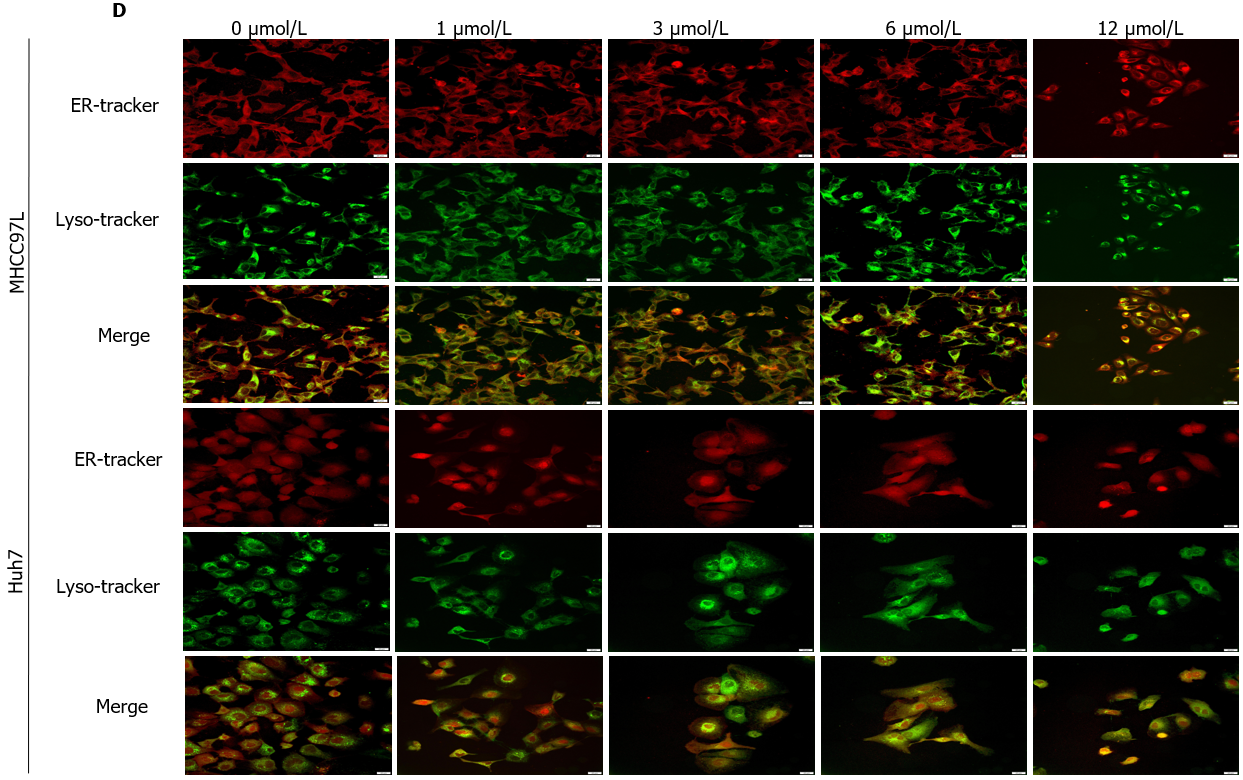 D
0 μmol/L 1 μmol/L 3 μmol/L 6 μmol/L 12 μmol/L
MHCC97L
ER-tracker
Lyso-tracker
Merge
Huh7
ER-tracker
Lyso-tracker
Merge